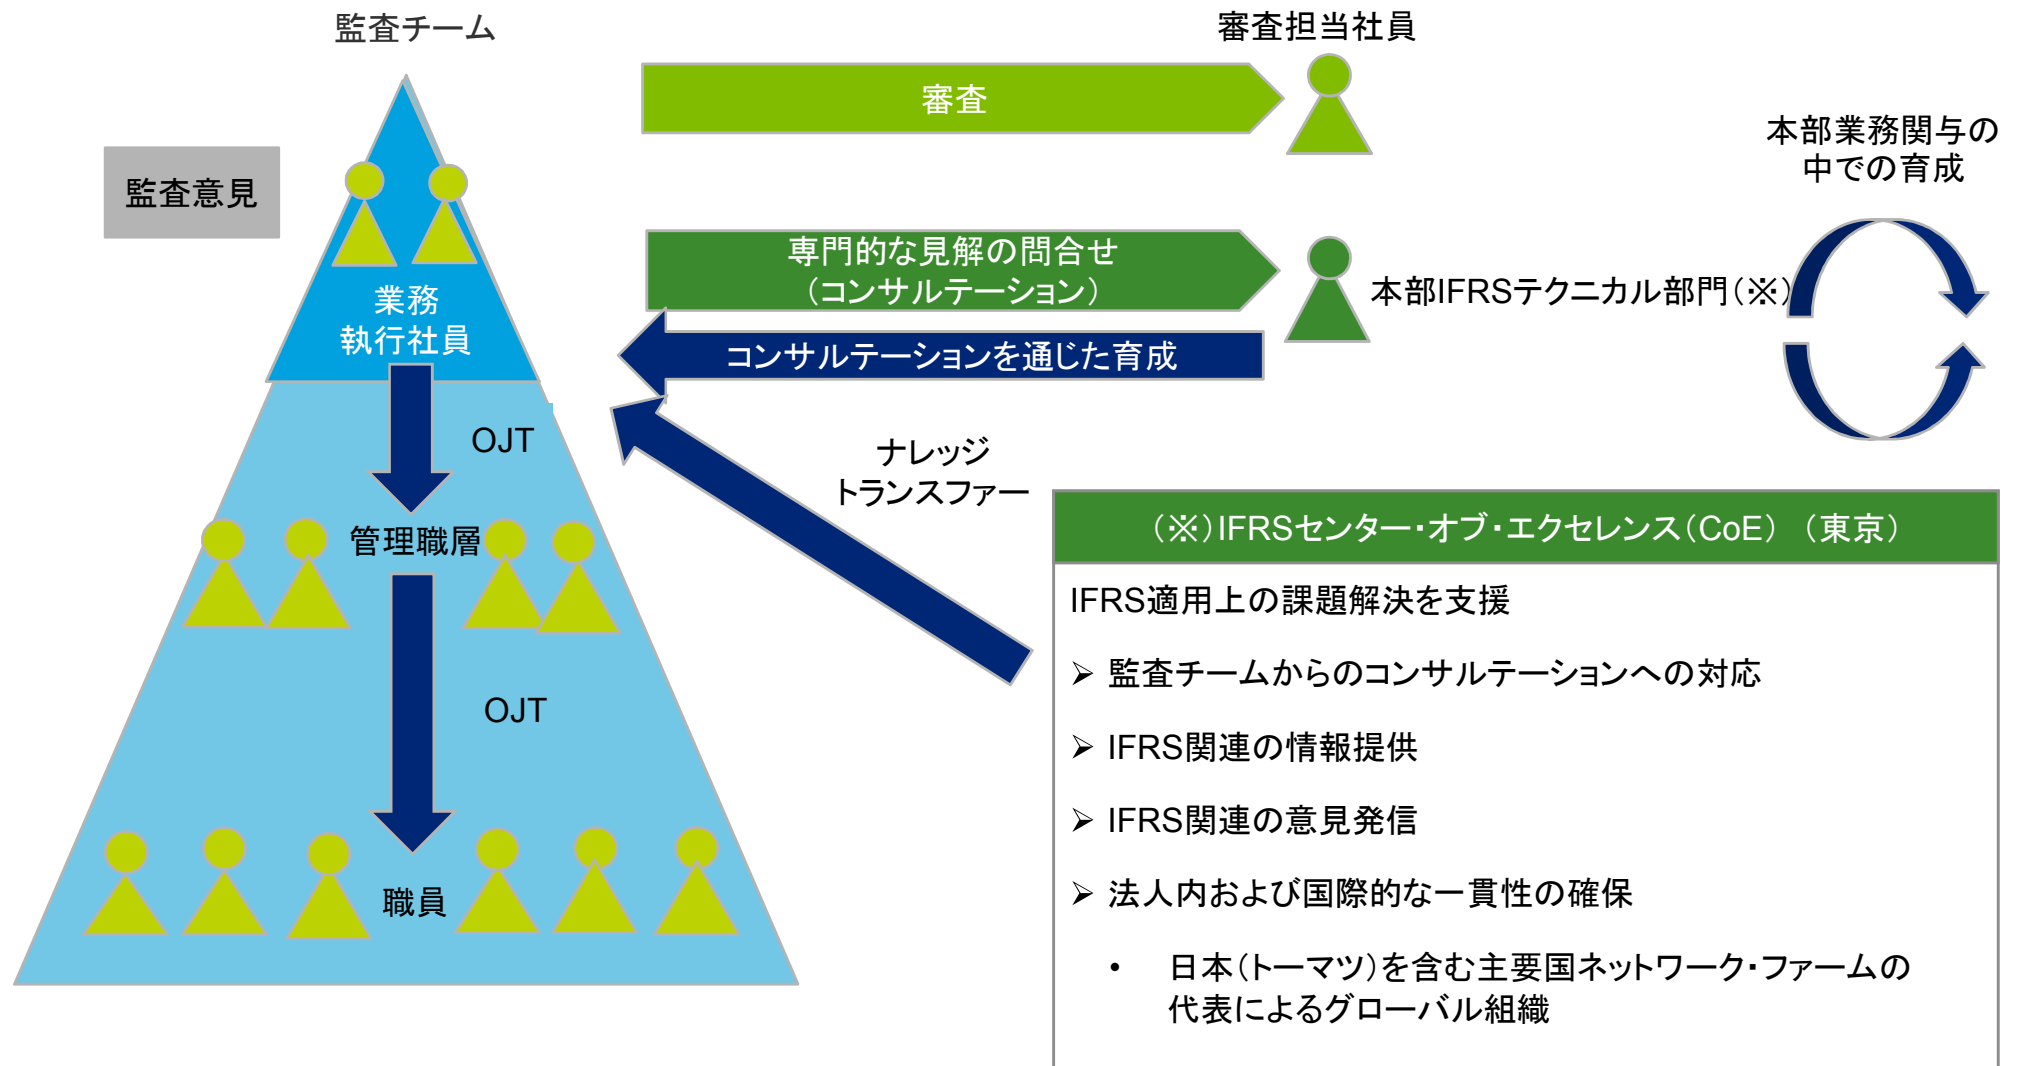 監査チーム
審査担当社員
審査
本部業務関与の
中での育成
監査意見
専門的な見解の問合せ
（コンサルテーション）
本部IFRSテクニカル部門（※）
業務
執行社員
コンサルテーションを通じた育成
OJT
ナレッジ
トランスファー
管理職層
（※）IFRSセンター・オブ・エクセレンス（CoE）（東京）
IFRS適用上の課題解決を支援
➢ 監査チームからのコンサルテーションへの対応
OJT
➢ IFRS関連の情報提供
➢ IFRS関連の意見発信
職員
➢ 法人内および国際的な一貫性の確保
• 日本（トーマツ）を含む主要国ネットワーク・ファームの
代表によるグローバル組織